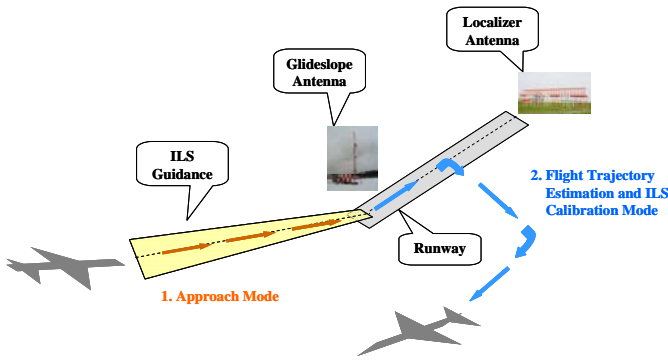 Localizer
Antenna
Glideslope
Antenna
ILS
Guidance
2. Flight Trajectory
Estimation and ILS
Calibration Mode
Runway
1. Approach Mode